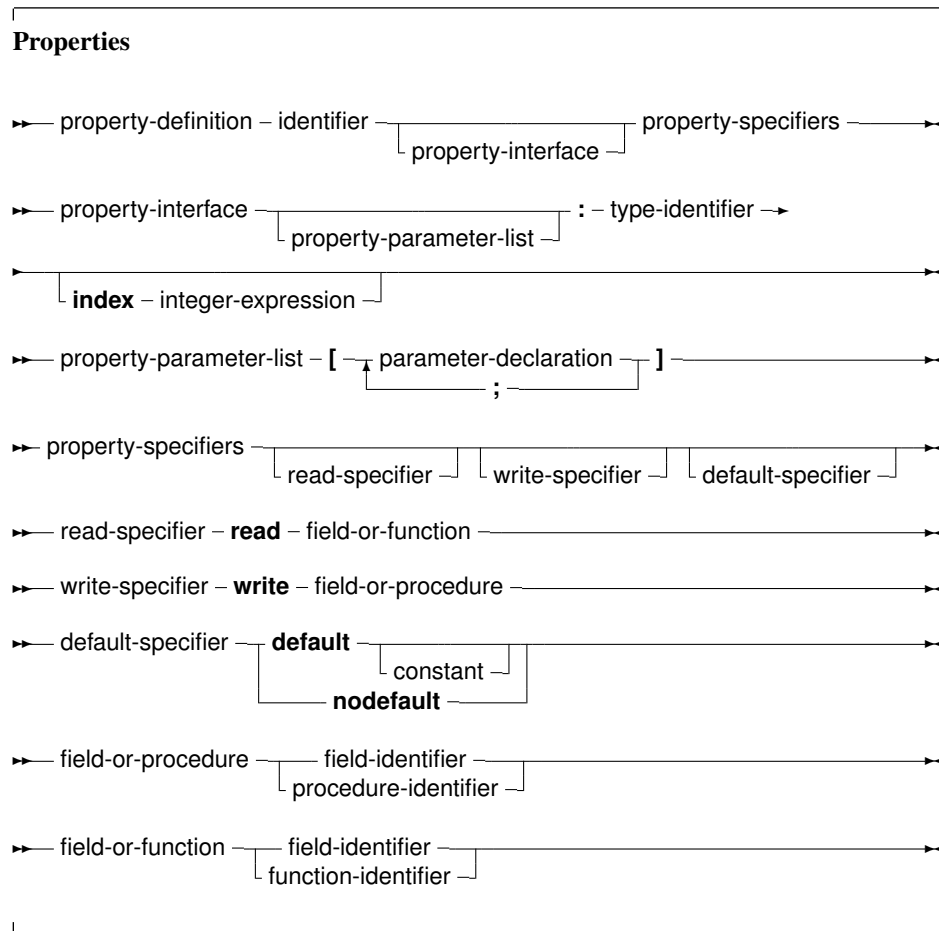 Properties
property-definition identifier property-specifiers
property-interface
property-interface : type-identifier
property-parameter-list
index integer-expression
property-parameter-list [ parameter-declaration ]
;
property-specifiers
read-specifier write-specifier default-specifier
read-specifier read field-or-function
write-specifier write field-or-procedure
default-specifier default
constant
nodefault
field-or-procedure field-identifier
procedure-identifier
field-or-function field-identifier
function-identifier